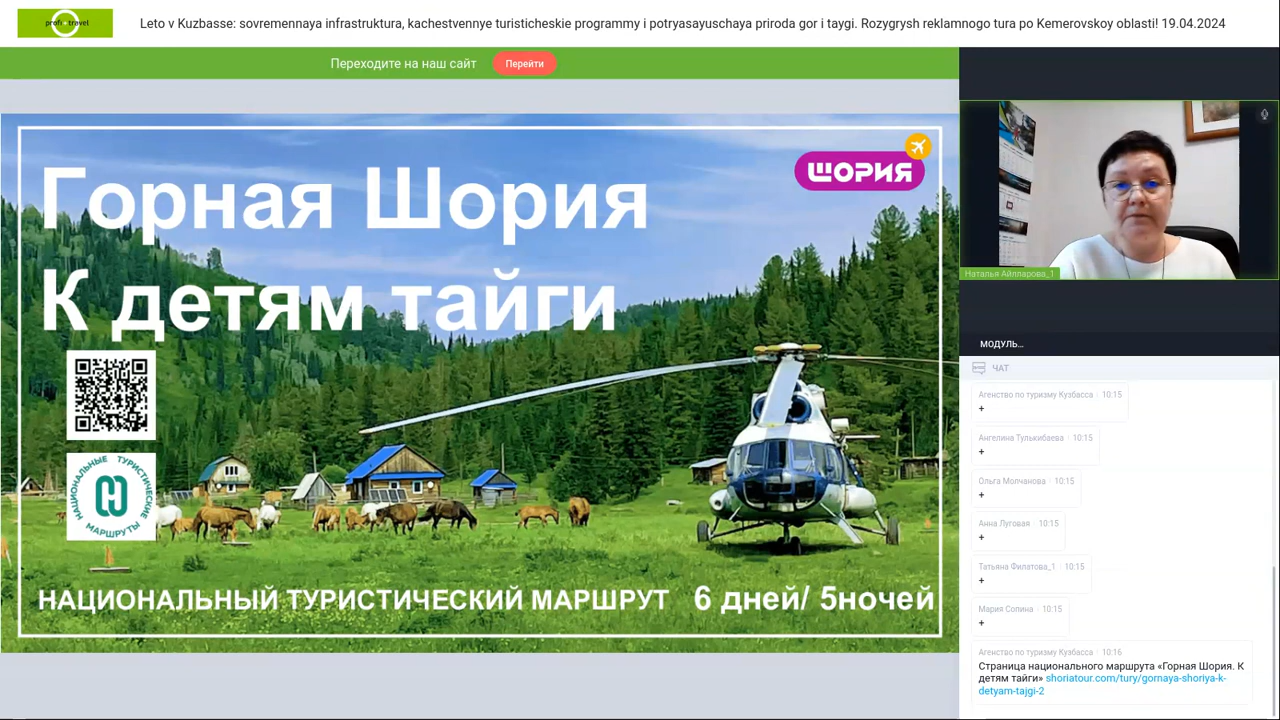 profi travel
Leto v Kuzbasse: sovremennaya infrastruktura, kachestvennye turisticheskie programmy i potryasayuschaya priroda gor i taygi. Rozygrysh reklamnogo tura po Kemerovskoy oblasti! 19.04.2024
Переходите на наш сайт
Перейти
Горная Шория
К детям тайги
ШОРИЯ
НАЦИОНАЛЬНЫЕ ТУРИСТИЧЕСКИЕ МАРШРУТЫ
НАЦИОНАЛЬНЫЙ ТУРИСТИЧЕСКИЙ МАРШРУТ 6 дней/ 5ночей
Наталья Айлларова_1
МОДУЛЬ...
ЧАТ
Агенство по туризму Кузбасса 10:15
+
Ангелина Тулькибаева 10:15
+
Ольга Молчанова 10:15
+
Анна Луговая 10:15
+
Татьяна Филатова_1 10:15
+
Мария Сопина 10:15
+
Агенство по туризму Кузбасса 10:16
Страница национального маршрута «Горная Шория. К
детям тайги» shoriatour.com/tury/gornaya-shoriya-k-
detyam-tajgi-2